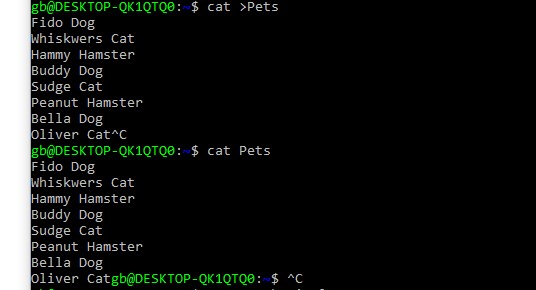 gb@DESKTOP-QK1QTQ0:~$ cat >Pets
Fido Dog
Whiskwers Cat
Hammy Hamster
Buddy Dog
Sudge Cat
Peanut Hamster
Bella Dog
Oliver Cat^C
gb@DESKTOP-QK1QTQ0:~$ cat Pets
Fido Dog
Whiskwers Cat
Hammy Hamster
Buddy Dog
Sudge Cat
Peanut Hamster
Bella Dog
Oliver Catgb@DESKTOP-QK1QTQ0:~$ ^C